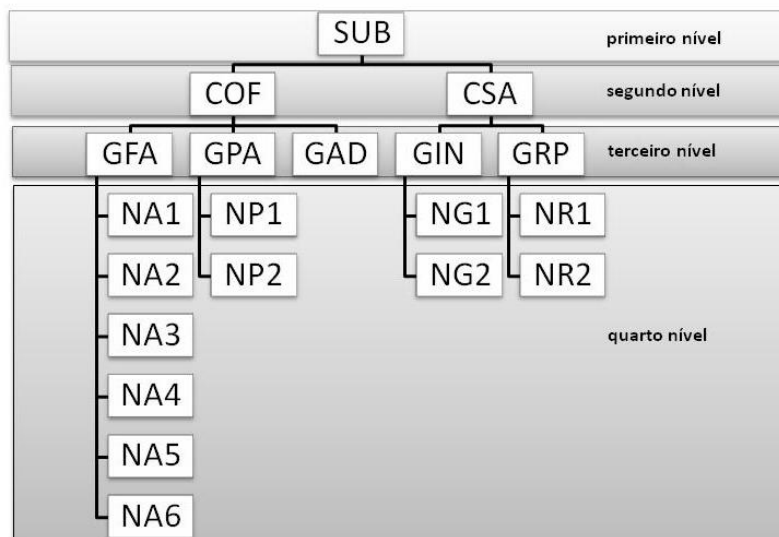 SUB
primeiro nível
COF CSA
segundo nível
GFA GPA GAD GIN GRP
terceiro nível
NA1 NP1 NG1 NR1
NA2 NP2 NG2 NR2
NA3
quarto nível
NA4
NA5
NA6